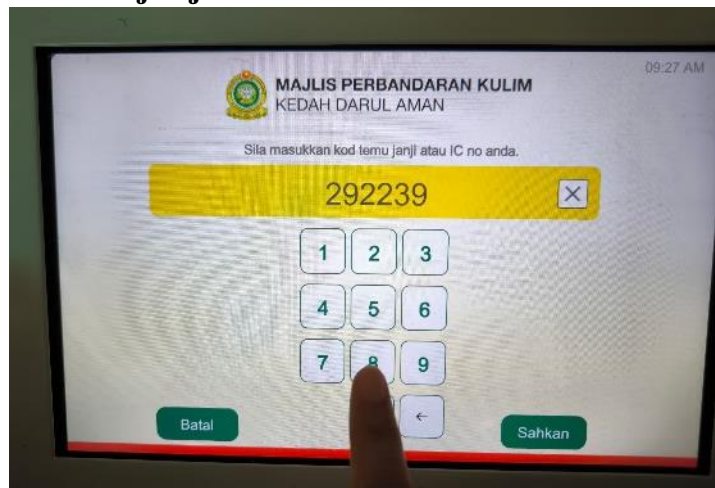 09:27 AM
MAJLIS PERBANDARAN KULIM
KEDAH DARUL AMAN
Sila masukkan kod temu janji atau IC no anda.
292239
1 2 3
4 5 6
7 8 9
←
Batal
Sahkan